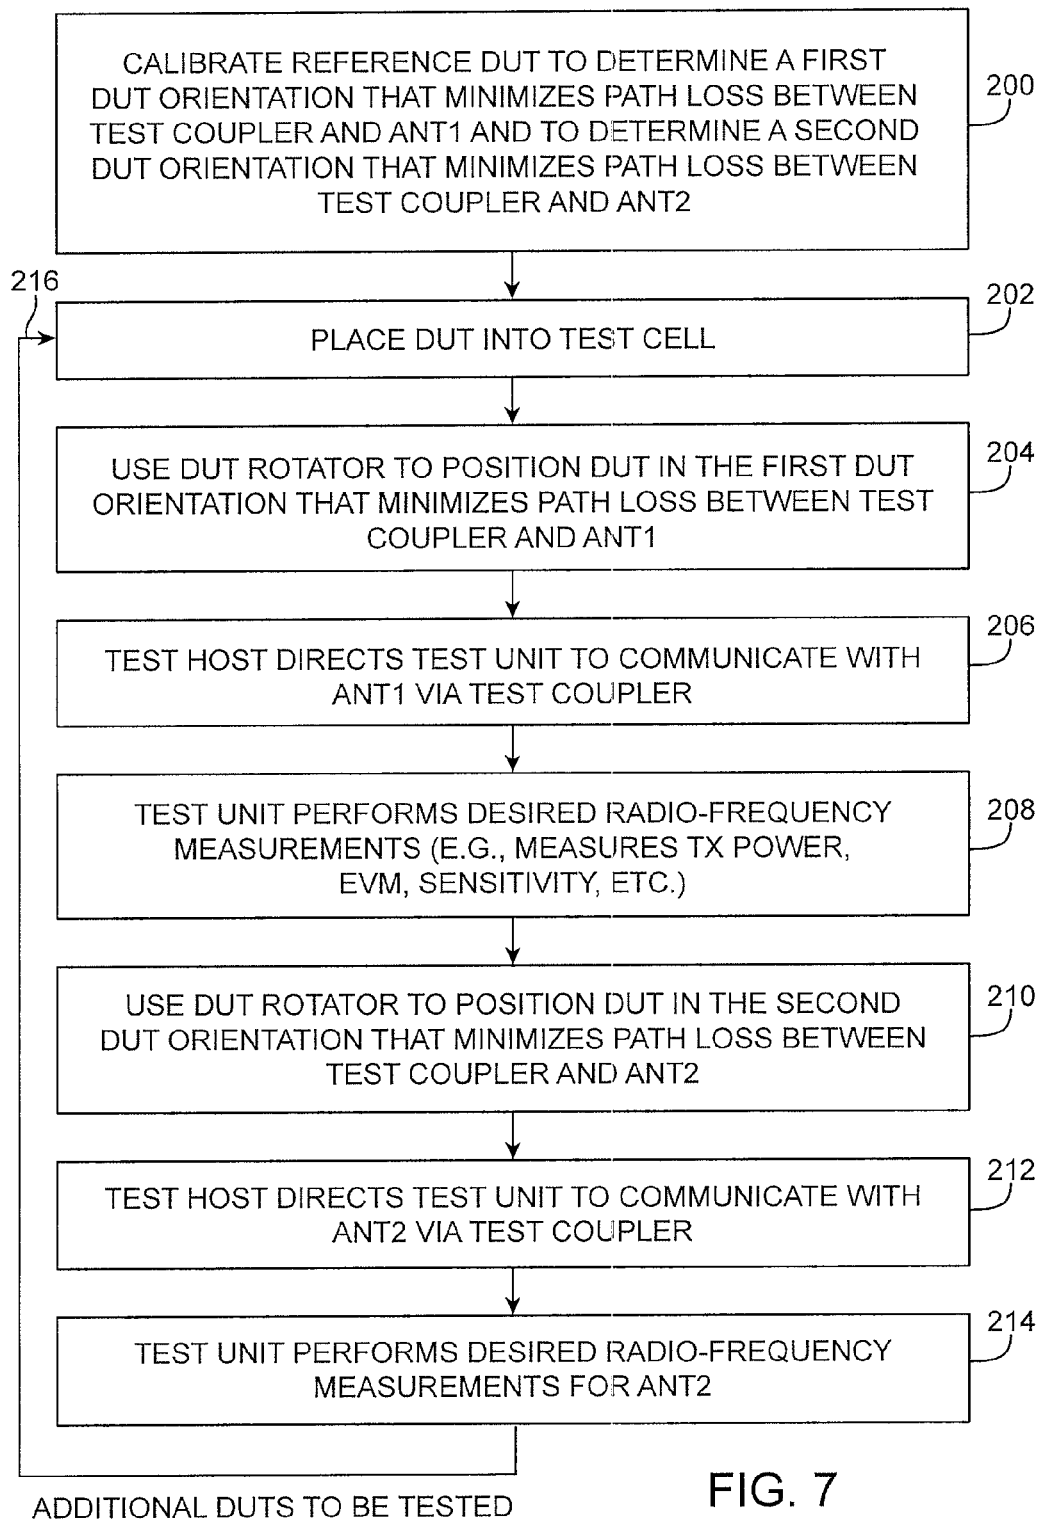 CALIBRATE REFERENCE DUT TO DETERMINE A FIRST
DUT ORIENTATION THAT MINIMIZES PATH LOSS BETWEEN
TEST COUPLER AND ANT1 AND TO DETERMINE A SECOND
DUT ORIENTATION THAT MINIMIZES PATH LOSS BETWEEN
TEST COUPLER AND ANT2
200
216
PLACE DUT INTO TEST CELL
202
USE DUT ROTATOR TO POSITION DUT IN THE FIRST DUT
ORIENTATION THAT MINIMIZES PATH LOSS BETWEEN TEST
COUPLER AND ANT1
204
TEST HOST DIRECTS TEST UNIT TO COMMUNICATE WITH
ANT1 VIA TEST COUPLER
206
TEST UNIT PERFORMS DESIRED RADIO-FREQUENCY
MEASUREMENTS (E.G., MEASURES TX POWER,
EVM, SENSITIVITY, ETC.)
208
USE DUT ROTATOR TO POSITION DUT IN THE SECOND
DUT ORIENTATION THAT MINIMIZES PATH LOSS BETWEEN
TEST COUPLER AND ANT2
210
TEST HOST DIRECTS TEST UNIT TO COMMUNICATE WITH
ANT2 VIA TEST COUPLER
212
TEST UNIT PERFORMS DESIRED RADIO-FREQUENCY
MEASUREMENTS FOR ANT2
214
ADDITIONAL DUTS TO BE TESTED
FIG. 7